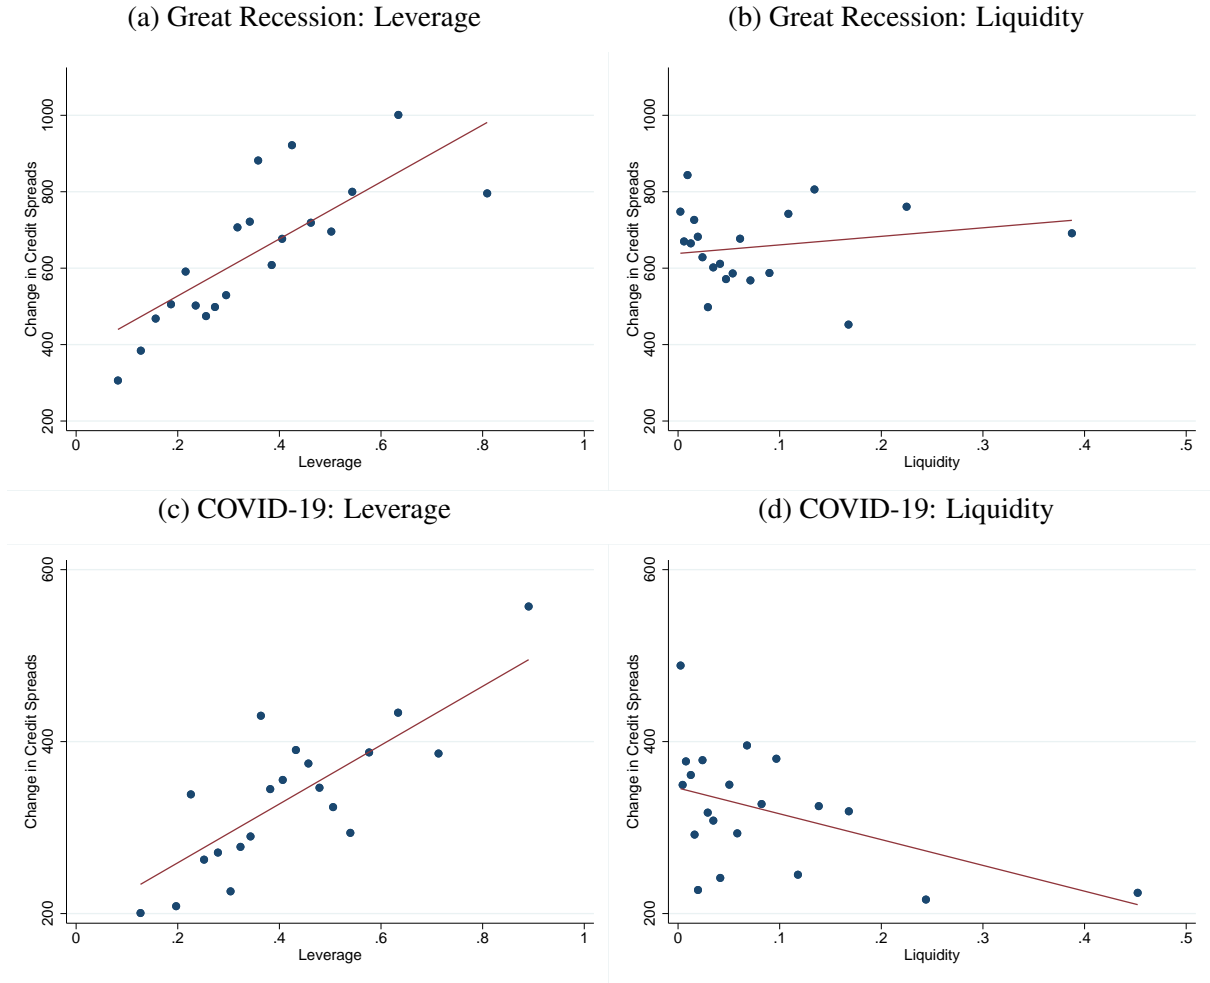 (a) Great Recession: Leverage
Change in Credit Spreads
1000
800
600
400
200
0 .2 .4 .6 .8 1
Leverage
(b) Great Recession: Liquidity
Change in Credit Spreads
1000
800
600
400
200
0 .1 .2 .3 .4 .5
Liquidity
(c) COVID-19: Leverage
Change in Credit Spreads
600
400
200
0 .2 .4 .6 .8 1
Leverage
(d) COVID-19: Liquidity
Change in Credit Spreads
600
400
200
0 .1 .2 .3 .4 .5
Liquidity